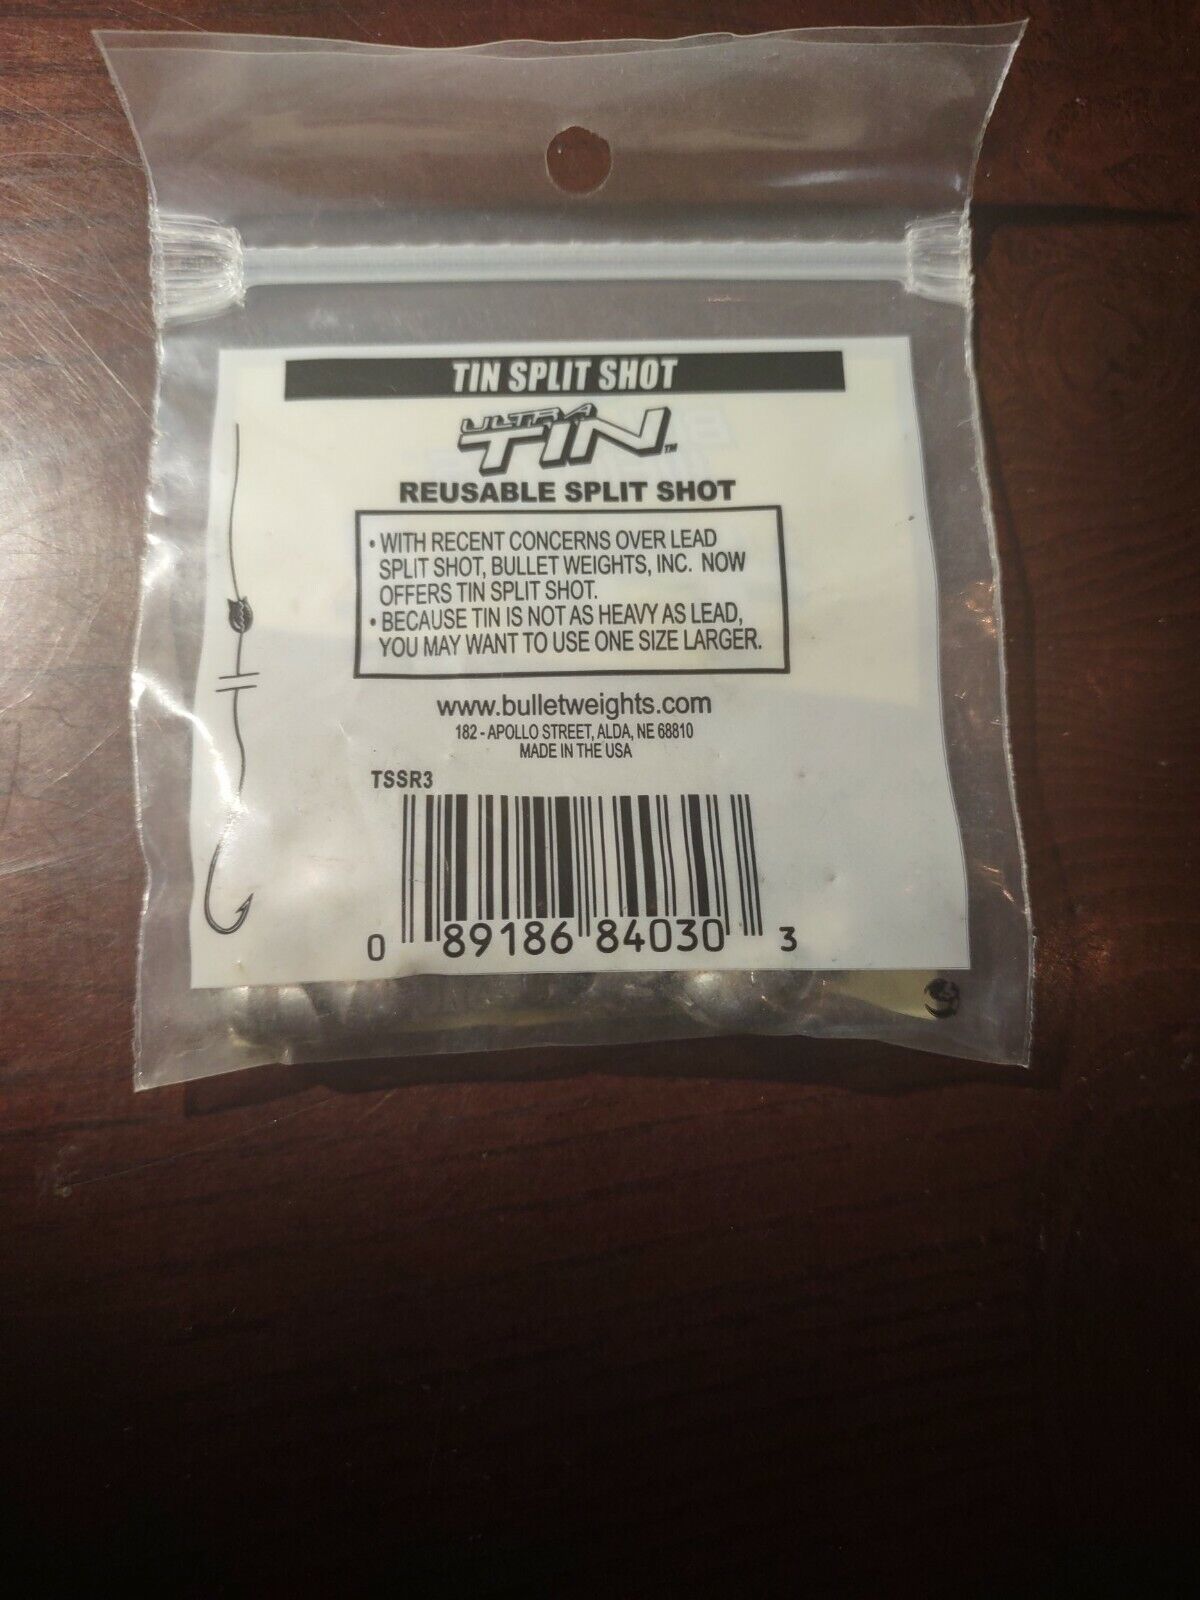 TIN SPLIT SHOT
ULTRA
TIN™
REUSABLE SPLIT SHOT
• WITH RECENT CONCERNS OVER LEAD
SPLIT SHOT, BULLET WEIGHTS, INC. NOW
OFFERS TIN SPLIT SHOT.
• BECAUSE TIN IS NOT AS HEAVY AS LEAD,
YOU MAY WANT TO USE ONE SIZE LARGER.
www.bulletweights.com
182 - APOLLO STREET, ALDA, NE 68810
MADE IN THE USA
TSSR3
0 89186 84030 3